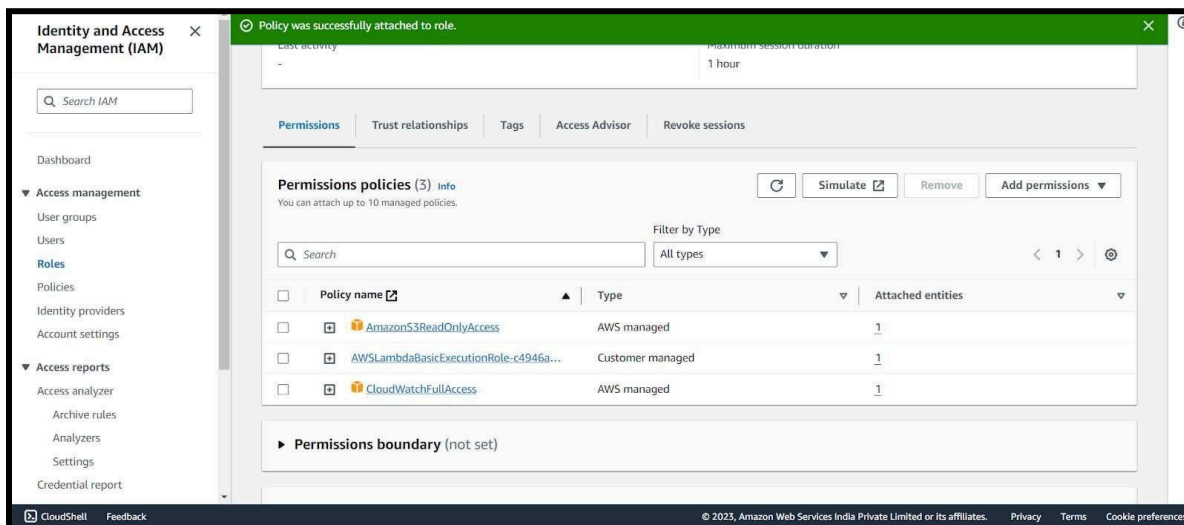 Identity and Access Management (IAM)
Search IAM
Dashboard
Access management
User groups
Users
Roles
Policies
Identity providers
Account settings
Access reports
Access analyzer
Archive rules
Analyzers
Settings
Credential report
Policy was successfully attached to role.
Last activity
-
Maximum session duration
1 hour
Permissions Trust relationships Tags Access Advisor Revoke sessions
Permissions policies (3) Info
You can attach up to 10 managed policies.
Simulate Remove Add permissions
Filter by Type
Search All types 1
Policy name Type Attached entities
AmazonS3ReadOnlyAccess AWS managed 1
AWSLambdaBasicExecutionRole-c4946a... Customer managed 1
CloudWatchFullAccess AWS managed 1
Permissions boundary (not set)
CloudShell Feedback © 2023, Amazon Web Services India Private Limited or its affiliates. Privacy Terms Cookie preferences